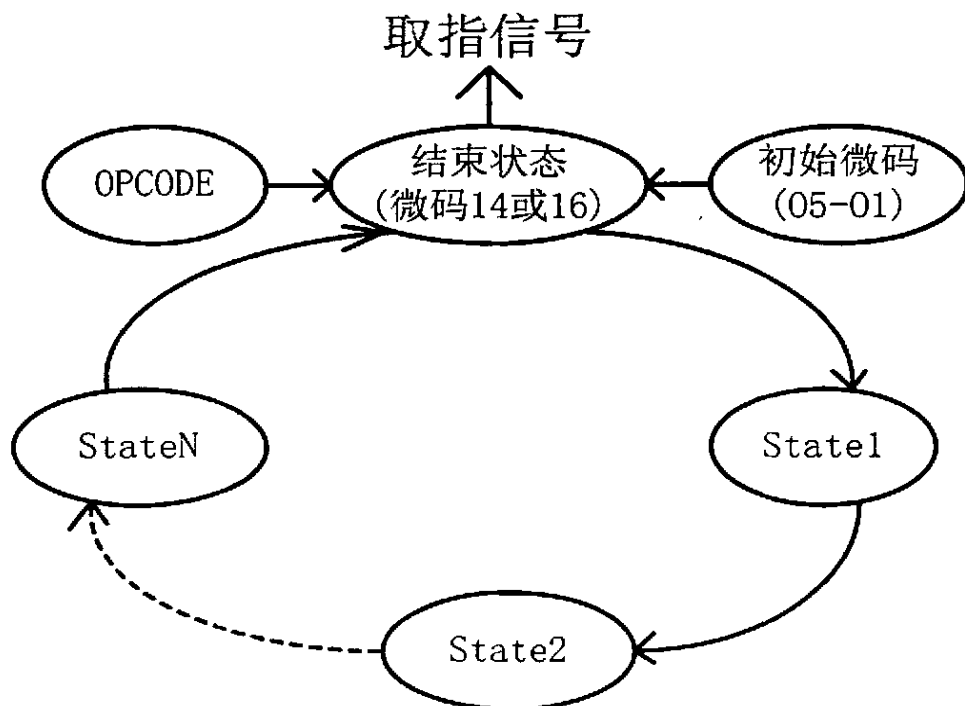 取指信号
OPCODE
结束状态
(微码14或16)
初始微码
(05-01)
StateN
State1
State2